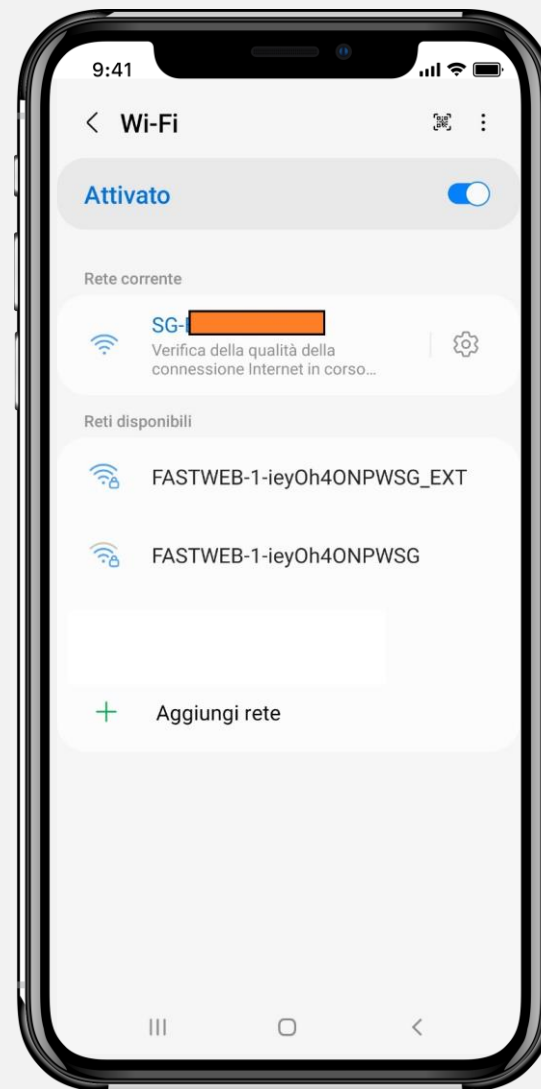 9:41
Wi-Fi
Attivato
Rete corrente
SG-
Verifica della qualità della
connessione Internet in corso...
Reti disponibili
FASTWEB-1-ieyOh4ONPWSG_EXT
FASTWEB-1-ieyOh4ONPWSG
Aggiungi rete